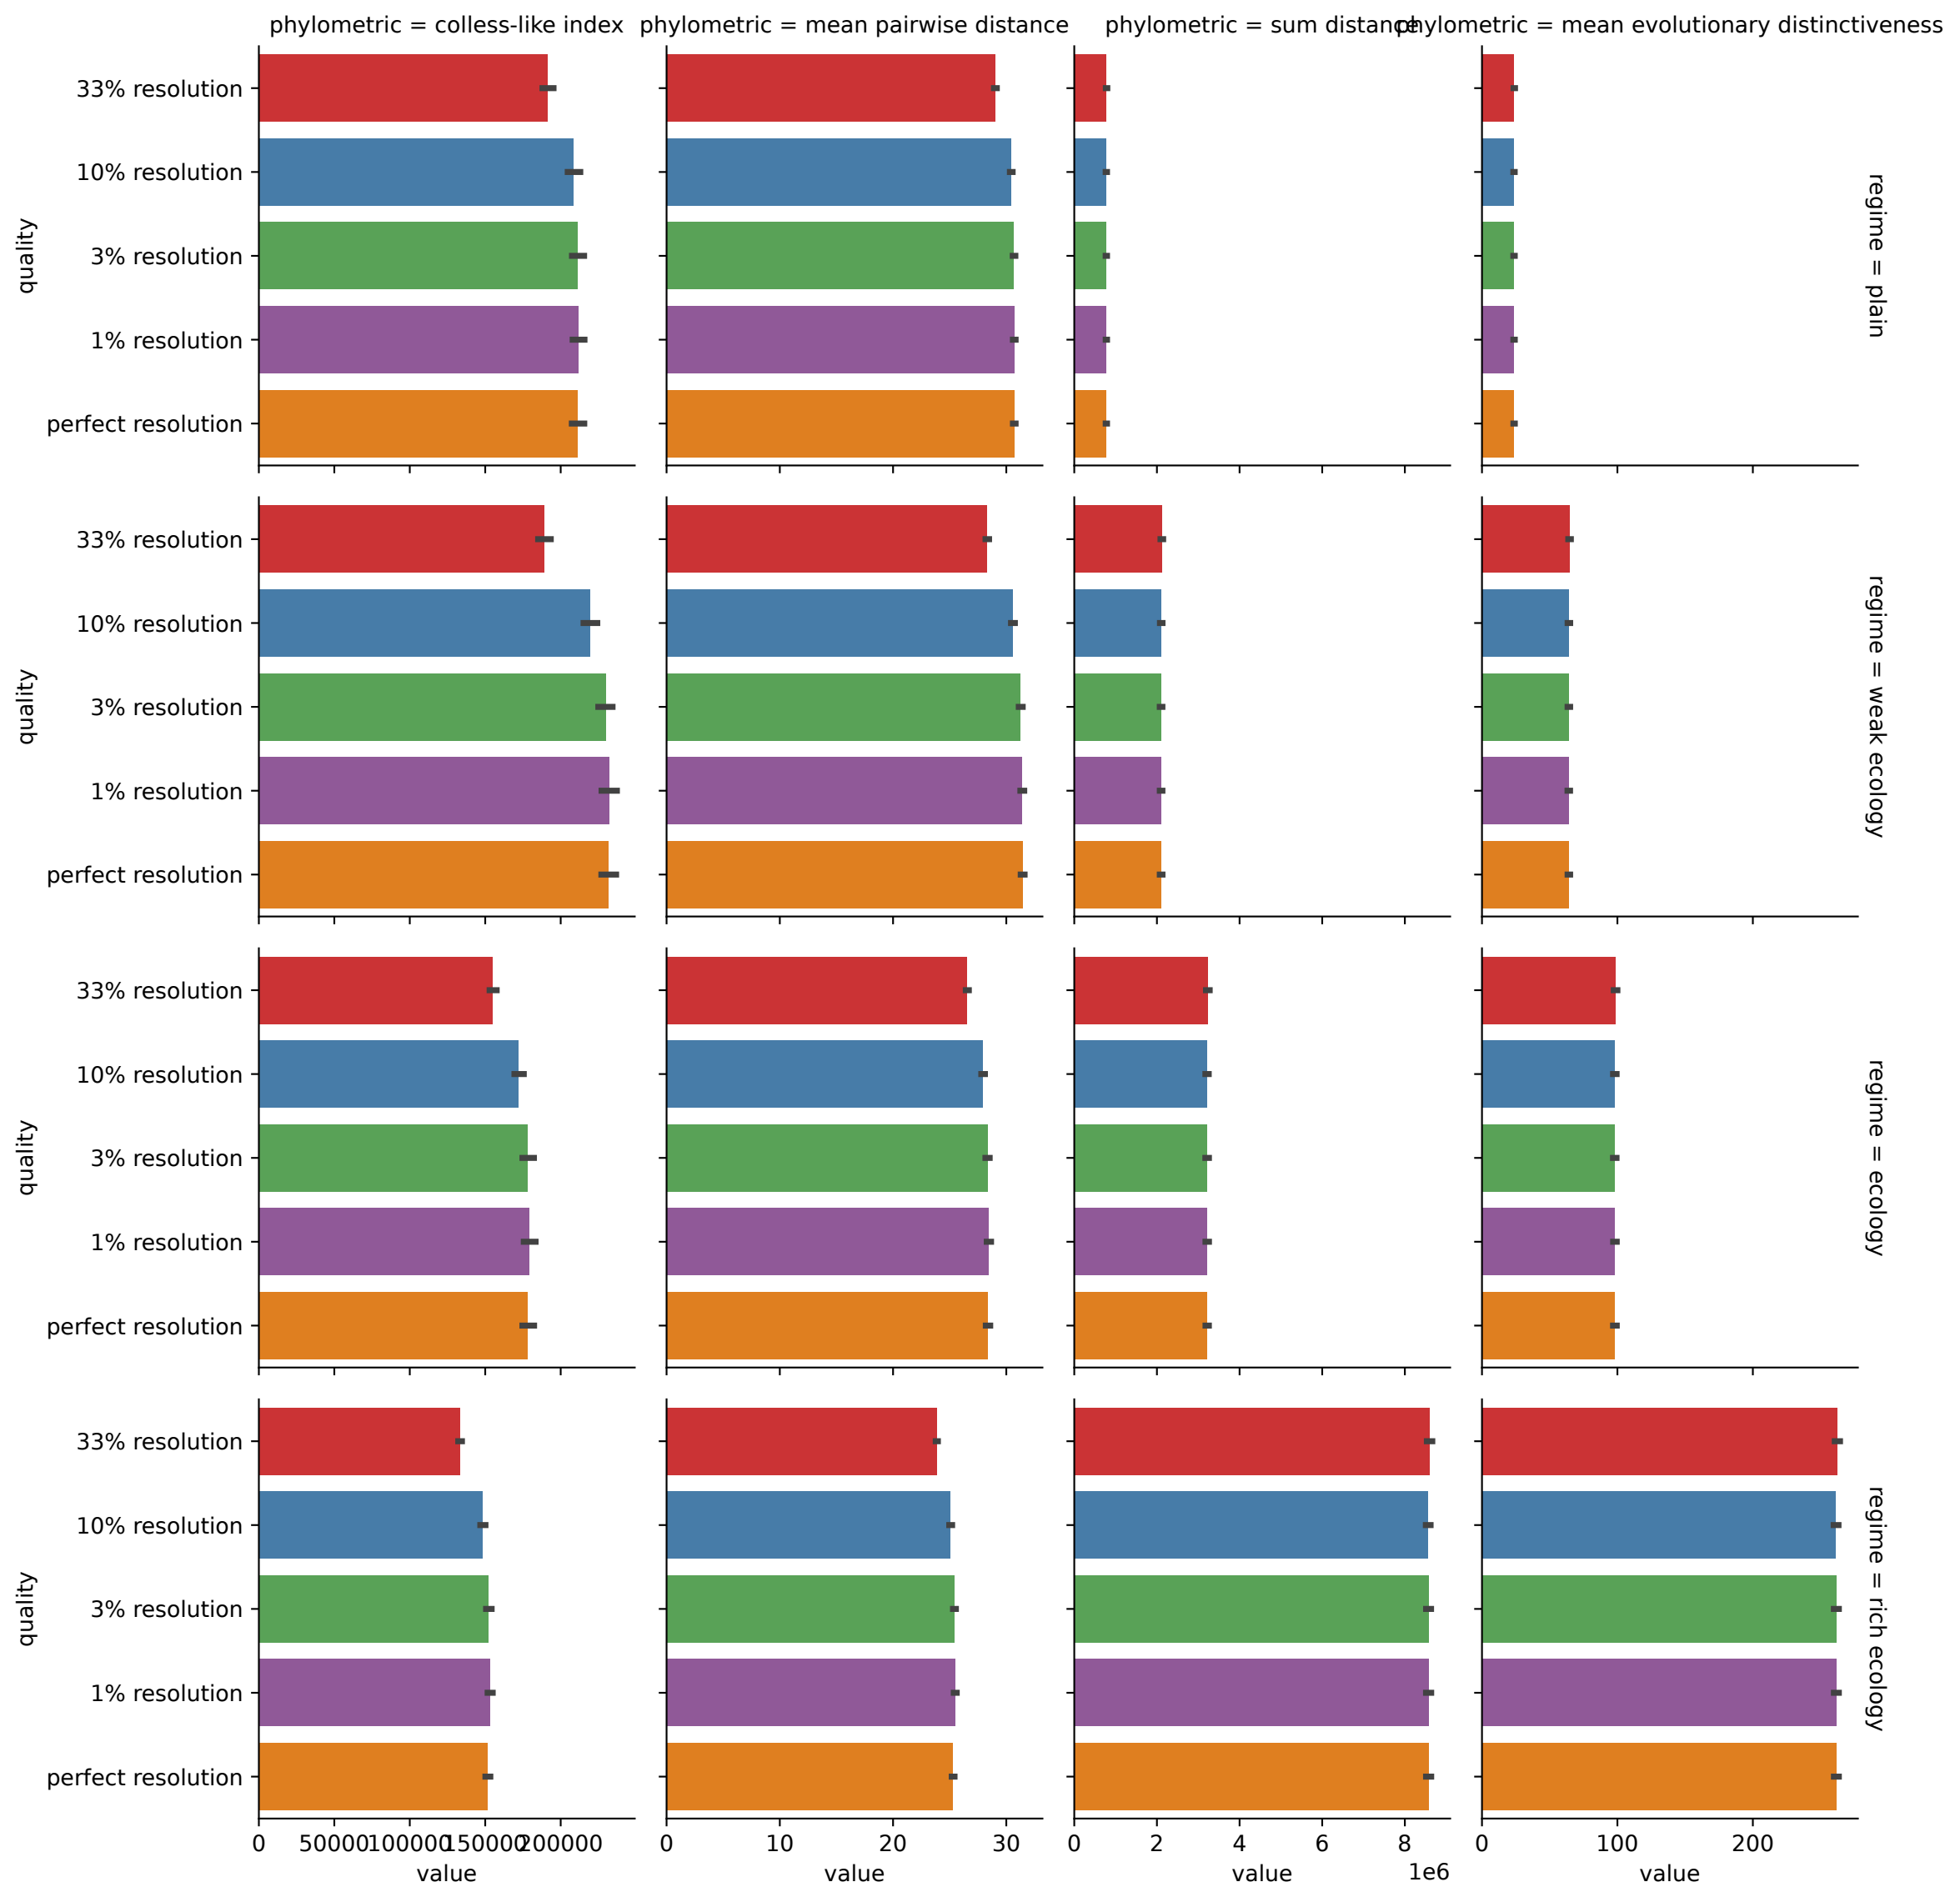 phylometric = colless-like index
phylometric = mean pairwise distance
phylometric = sum distance
phylometric = mean evolutionary distinctiveness
quality
33% resolution
10% resolution
3% resolution
1% resolution
perfect resolution
regime = plain
quality
33% resolution
10% resolution
3% resolution
1% resolution
perfect resolution
regime = weak ecology
quality
33% resolution
10% resolution
3% resolution
1% resolution
perfect resolution
regime = ecology
quality
33% resolution
10% resolution
3% resolution
1% resolution
perfect resolution
regime = rich ecology
0 50000 100000 150000 200000
value
0 10 20 30
value
0 2 4 6 8
1e6
value
0 100 200
value